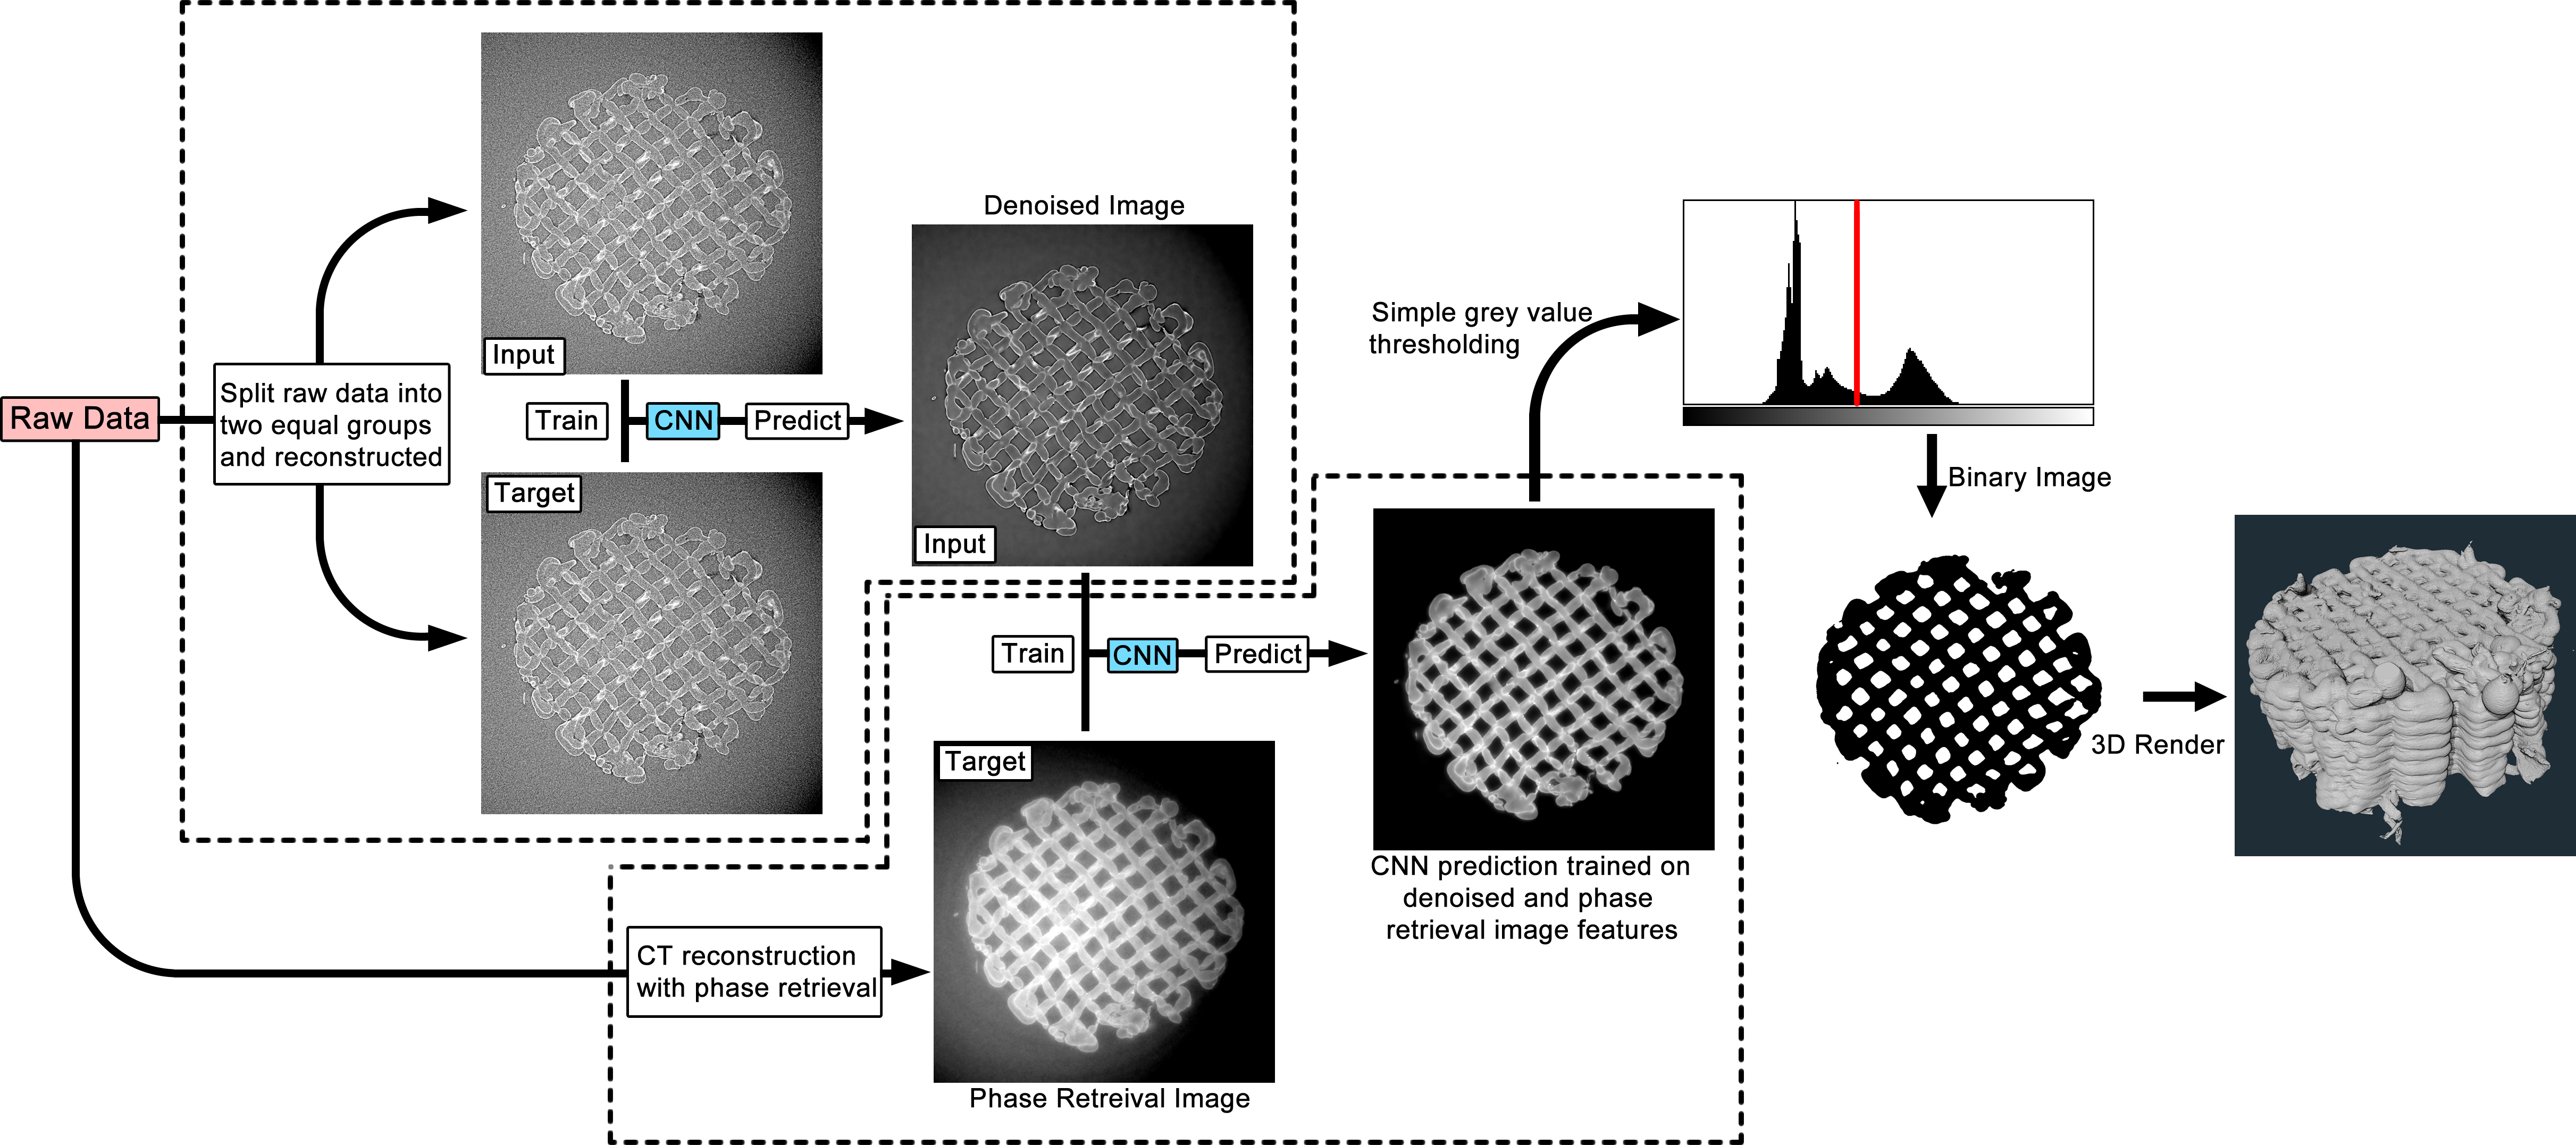 Raw Data
Split raw data into
two equal groups
and reconstructed
Input
Train
CNN
Predict
Target
Denoised Image
Input
Train
CNN
Predict
Target
CT reconstruction
with phase retrieval
Phase Retreival Image
CNN prediction trained on
denoised and phase
retrieval image features
Simple grey value
thresholding
Binary Image
3D Render